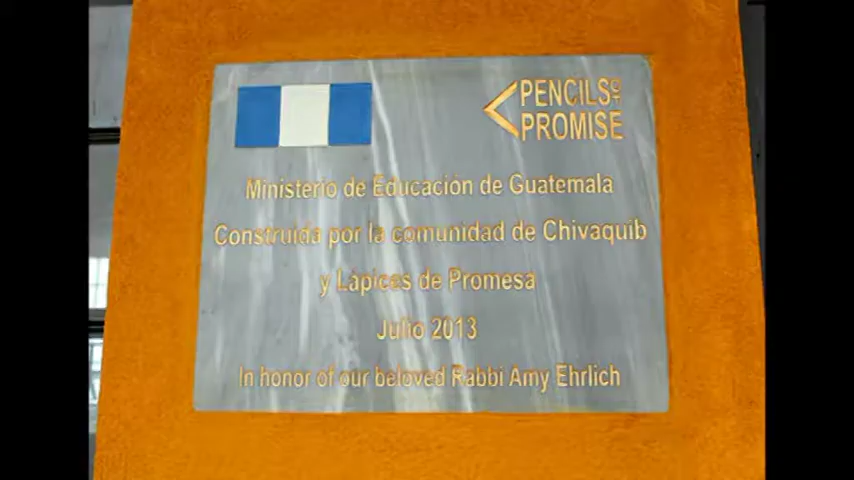 PENCILS OF
PROMISE
Ministerio de Educación de Guatemala
Construida por la comunidad de Chivaquib
y Lápices de Promesa
Julio 2013
In honor of our beloved Rabbi Amy Ehrlich